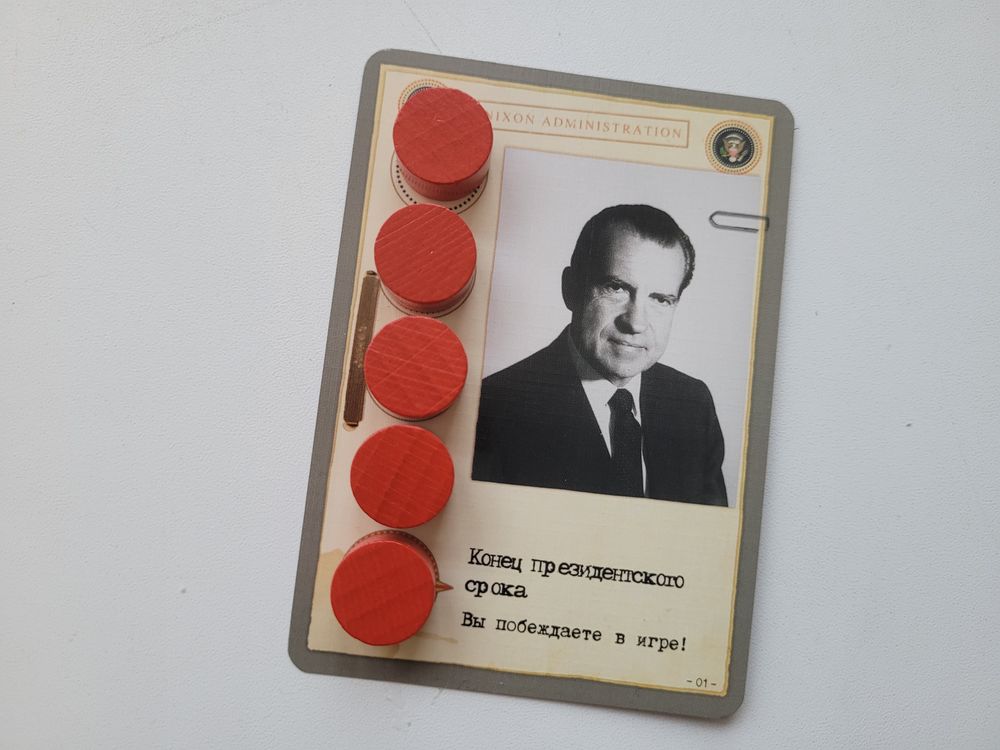 NIXON ADMINISTRATION
Конец президентского
срока
Вы побеждаете в игре!
- 01 -